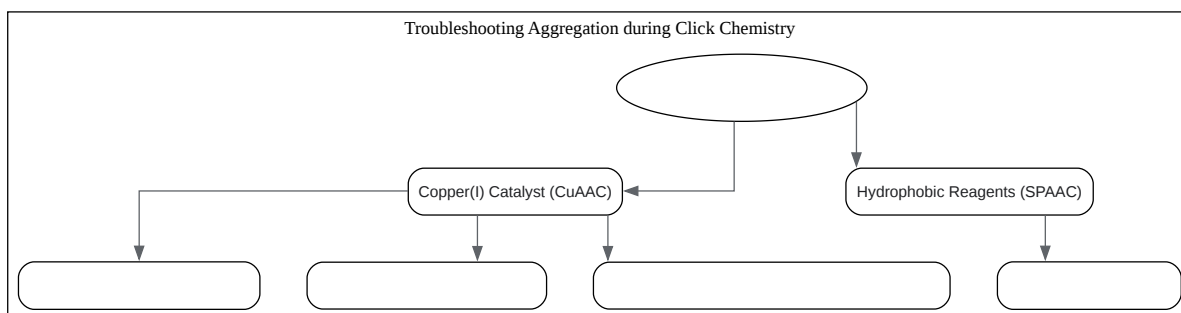 Troubleshooting Aggregation during Click Chemistry
Copper(I) Catalyst (CuAAC)
Hydrophobic Reagents (SPAAC)